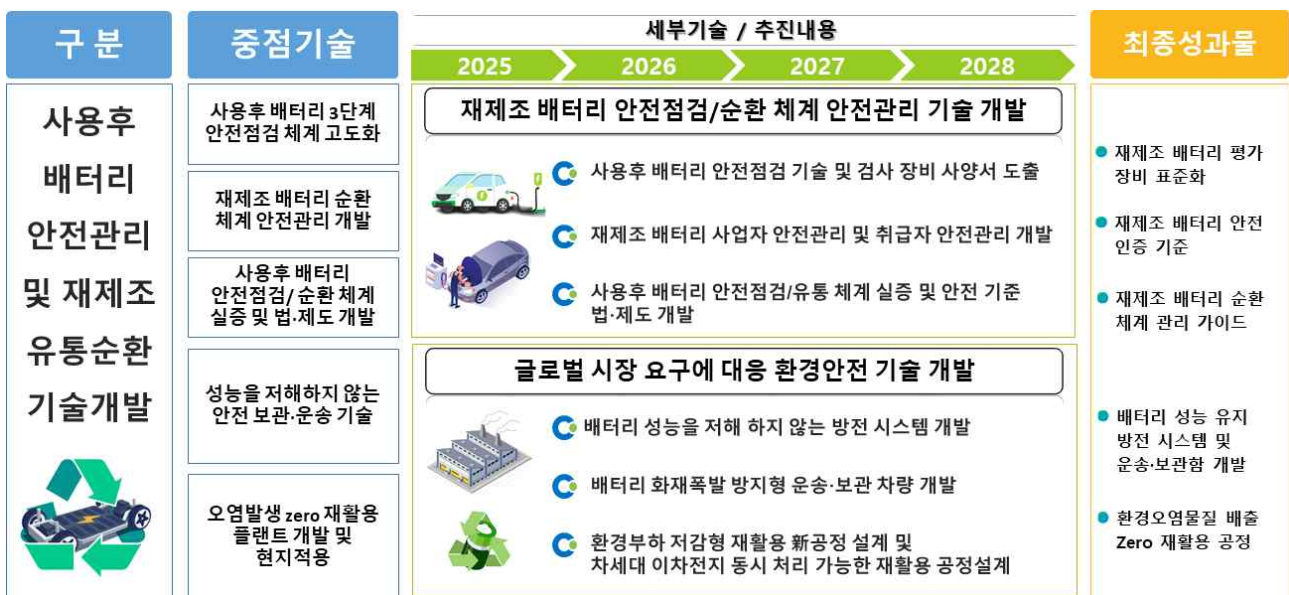 구 분
중점기술
세부기술 / 추진내용
2025
2026
2027
2028
최종성과물
사용후
배터리
안전관리
및 재제조
유통순환
기술개발
사용후 배터리 3단계
안전점검 체계 고도화
재제조 배터리 순환
체계 안전관리 개발
사용후 배터리
안전점검/ 순환 체계
실증 및 법·제도 개발
성능을 저해하지 않는
안전 보관·운송 기술
오염발생 zero 재활용
플랜트 개발 및
현지적용
재제조 배터리 안전점검/순환 체계 안전관리 기술 개발
사용후 배터리 안전점검 기술 및 검사 장비 사양서 도출
재제조 배터리 사업자 안전관리 및 취급자 안전관리 개발
사용후 배터리 안전점검/유통 체계 실증 및 안전 기준
법·제도 개발
글로벌 시장 요구에 대응 환경안전 기술 개발
배터리 성능을 저해 하지 않는 방전 시스템 개발
배터리 화재폭발 방지형 운송·보관 차량 개발
환경부하 저감형 재활용 新공정 설계 및
차세대 이차전지 동시 처리 가능한 재활용 공정설계
재제조 배터리 평가
장비 표준화
재제조 배터리 안전
인증 기준
재제조 배터리 순환
체계 관리 가이드
배터리 성능 유지
방전 시스템 및
운송·보관함 개발
환경오염물질 배출
Zero 재활용 공정